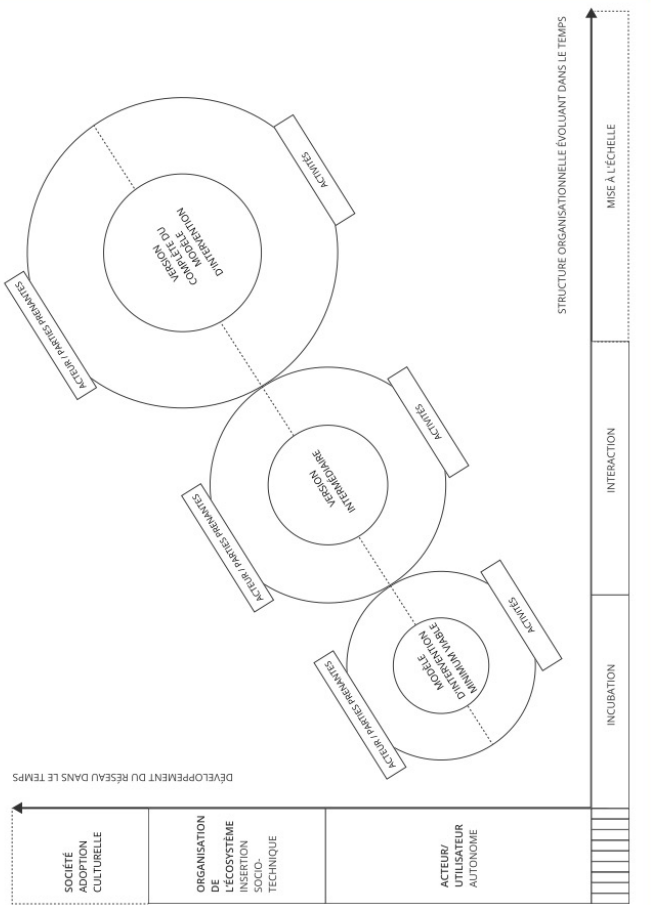 STRUCTURE ORGANISATIONNELLE ÉVOLUANT DANS LE TEMPS
DÉVELOPPEMENT DU RÉSEAU DANS LE TEMPS
SOCIÉTÉ
ADOPTION
CULTURELLE
ORGANISATION
DE
L'ÉCOSYSTÈME
INSERTION
SOCIO-
TECHNIQUE
ACTEUR/
UTILISATEUR
AUTONOME
ACTEUR / PARTIES PRENANTES
MODÈLE
D'INTERVENTION
MINIMUM VIABLE
ACTIVITÉS
ACTEUR / PARTIES PRENANTES
VERSION
INTERMÉDIAIRE
ACTIVITÉS
ACTEUR / PARTIES PRENANTES
VERSION
COMPLÈTE DU
MODÈLE
D'INTERVENTION
ACTIVITÉS
INCUBATION
INTERACTION
MISE À L'ÉCHELLE